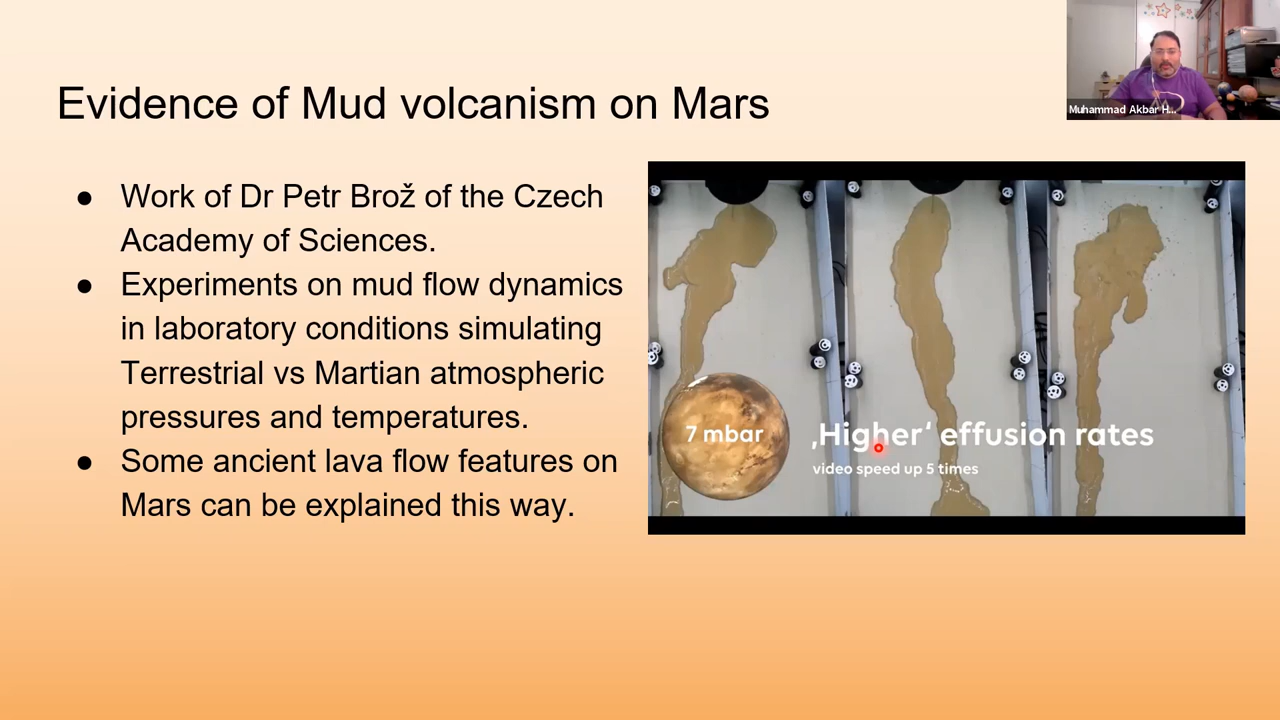 Evidence of Mud volcanism on Mars
Muhammad Akbar H...
● Work of Dr Petr Brož of the Czech
Academy of Sciences.
● Experiments on mud flow dynamics
in laboratory conditions simulating
Terrestrial vs Martian atmospheric
pressures and temperatures.
● Some ancient lava flow features on
Mars can be explained this way.
7 mbar
‚Higher‘ effusion rates
video speed up 5 times